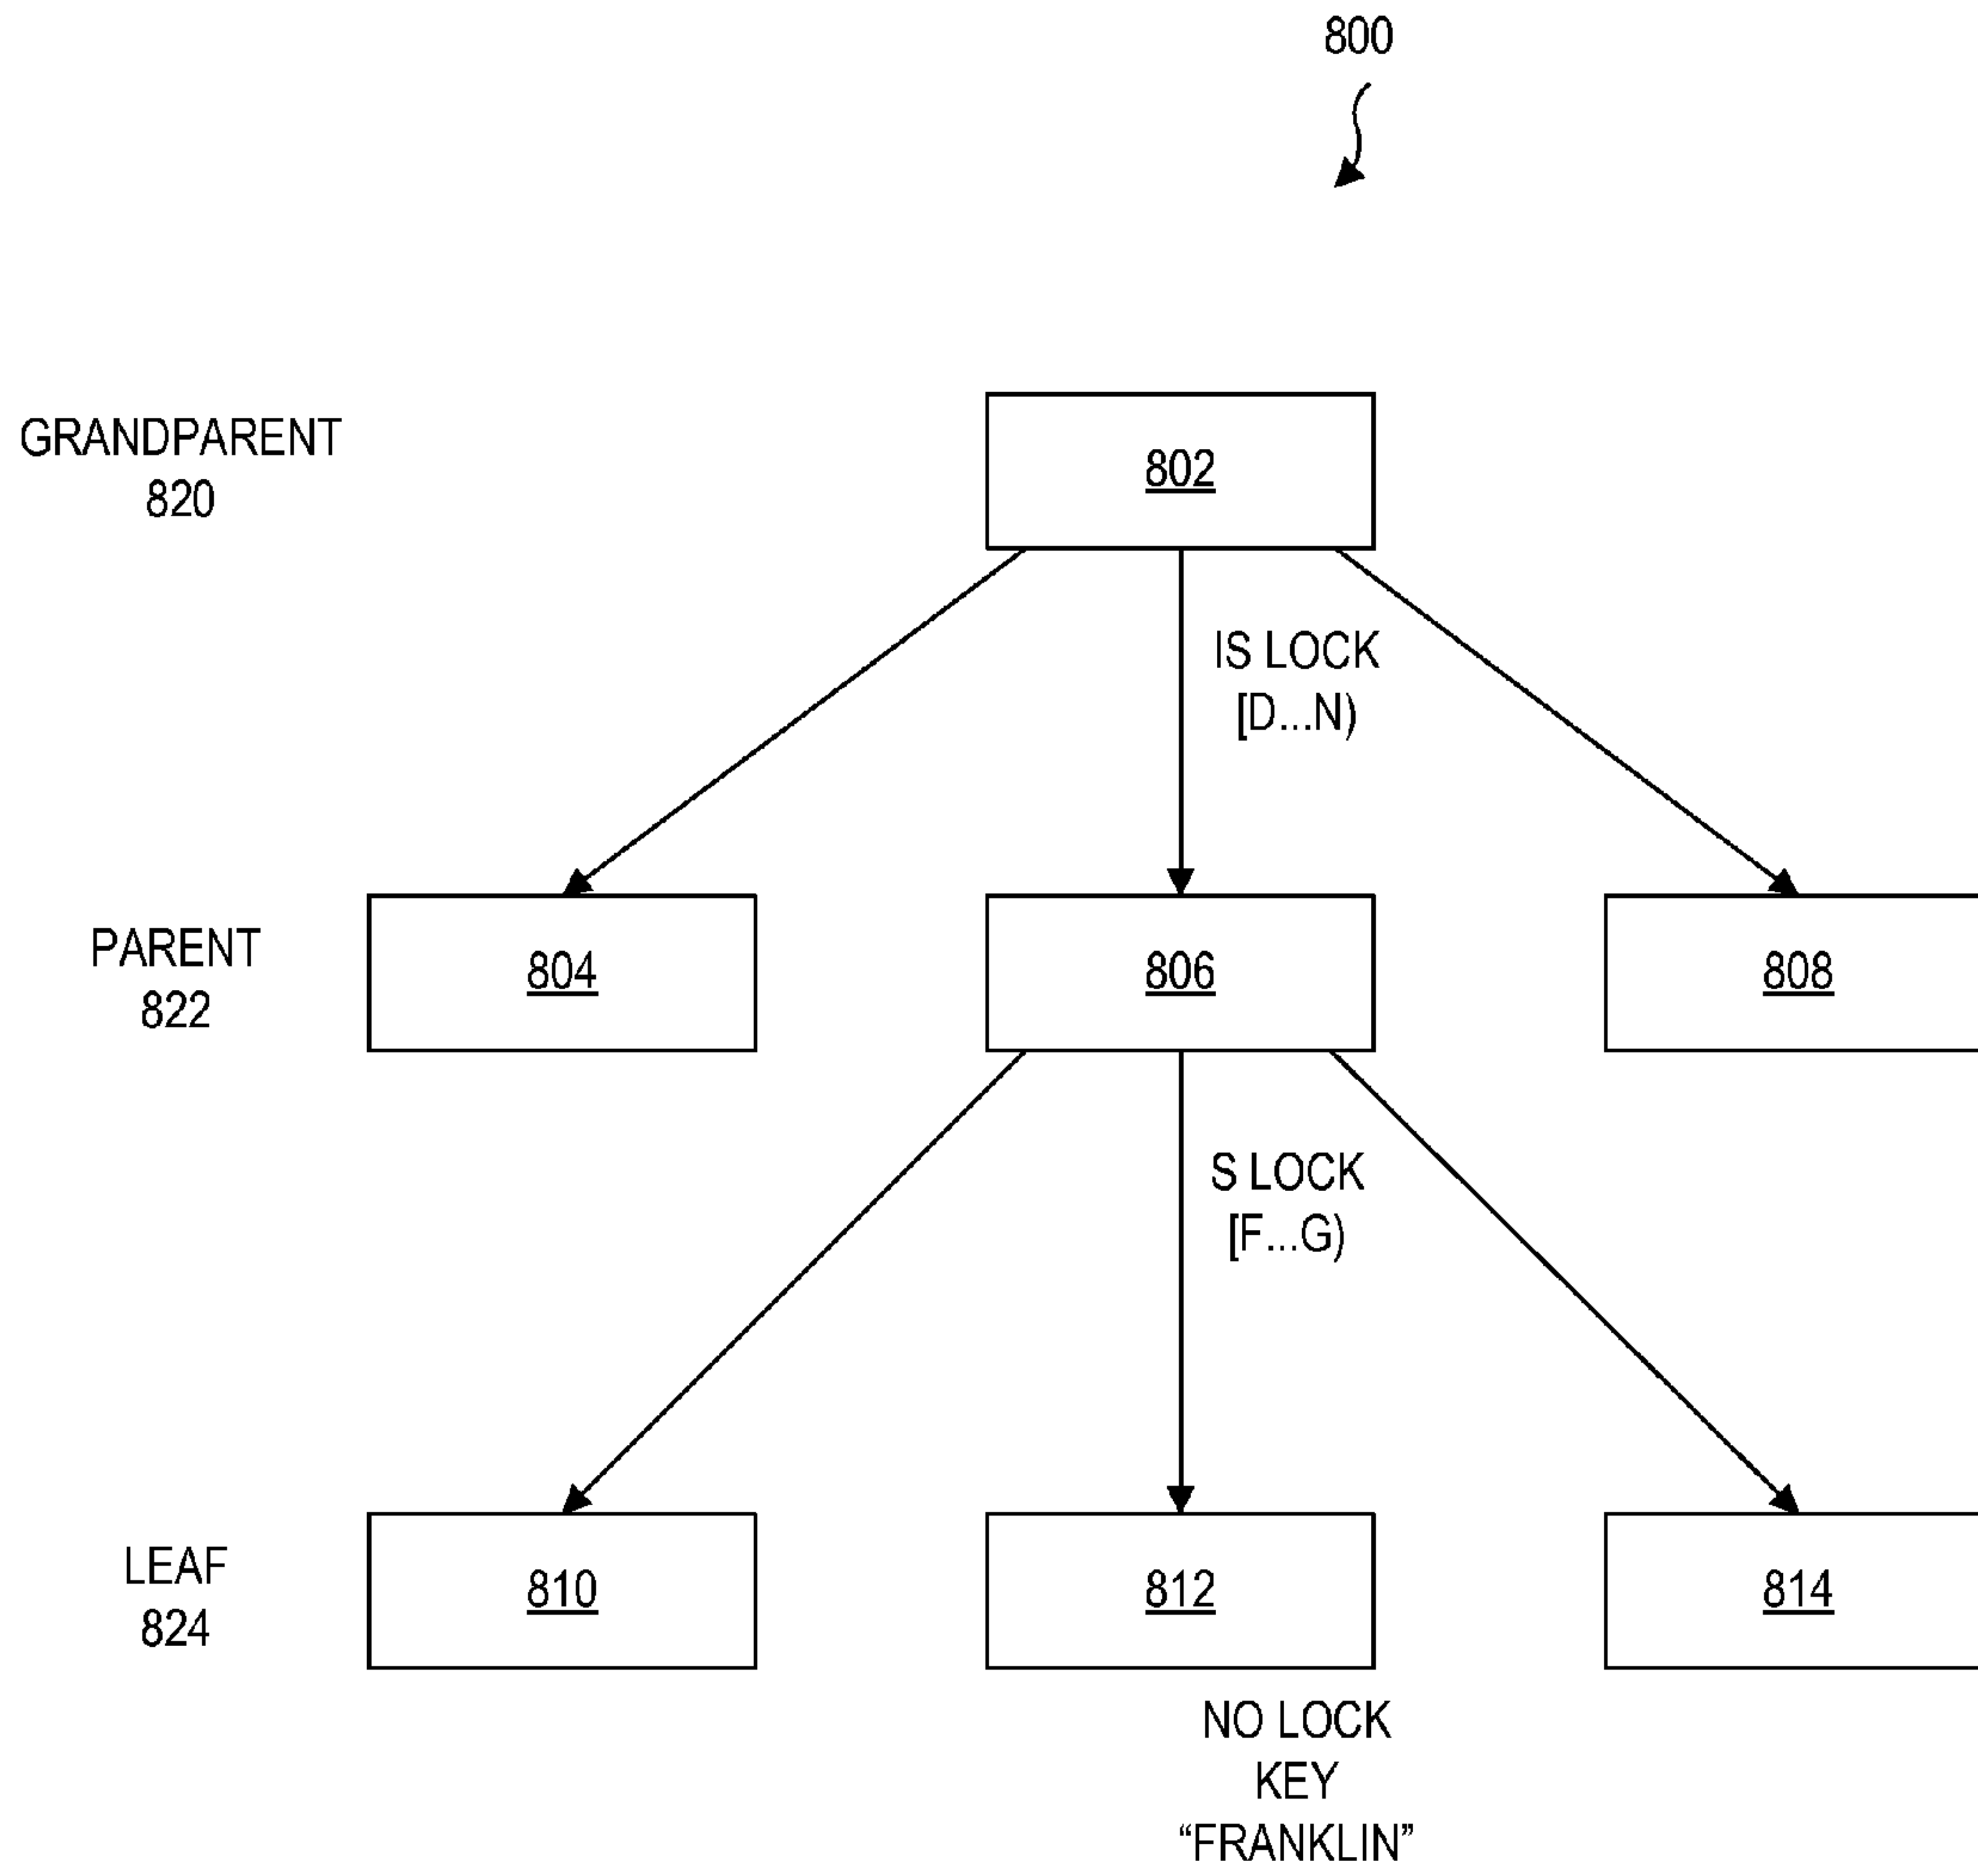 800
GRANDPARENT
820
802
IS LOCK
[D...N)
PARENT
822
804
806
808
S LOCK
[F...G)
LEAF
824
810
812
814
NO LOCK
KEY
“FRANKLIN”